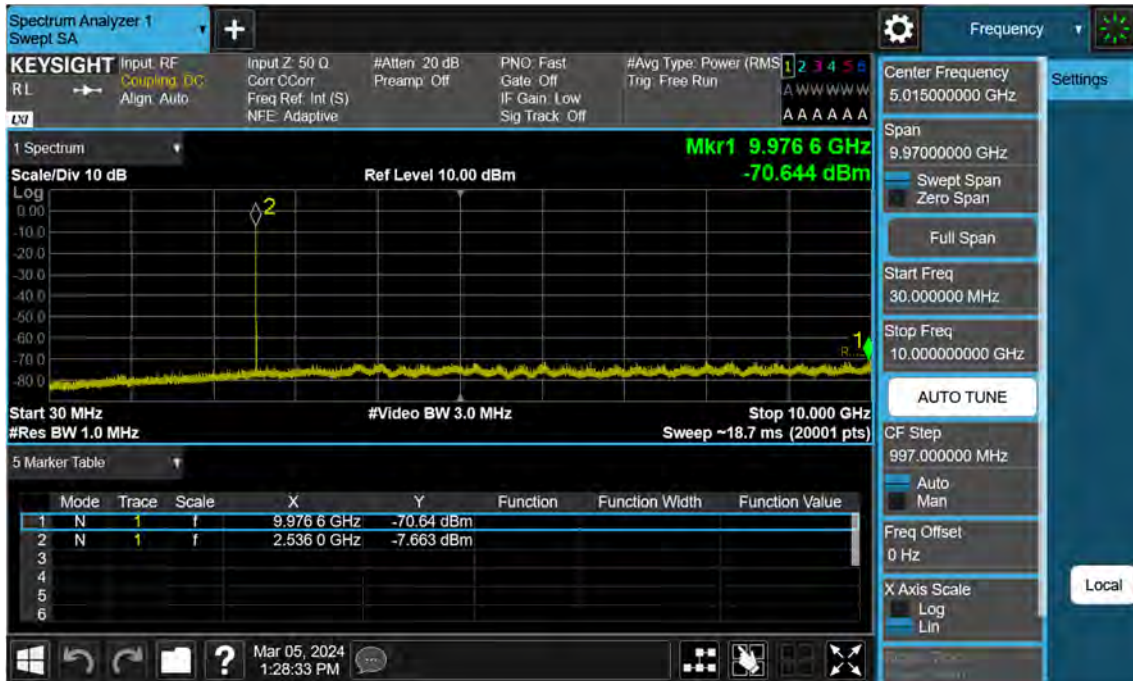 Spectrum Analyzer 1
Swept SA
+
Frequency
KEYSIGHT
RL
LXI
Input: RF
Coupling: DC
Align: Auto
Input Z: 50 Ω
Corr CCorr
Freq Ref: Int (S)
NFE: Adaptive
#Atten: 20 dB
Preamp: Off
PNO: Fast
Gate: Off
IF Gain: Low
Sig Track: Off
#Avg Type: Power (RMS
Trig: Free Run
1 2 3 4 5 6
A W W W W W
A A A A A A
Settings
Center Frequency
5.015000000 GHz
Span
9.97000000 GHz
Swept Span
Zero Span
Full Span
Start Freq
30.000000 MHz
Stop Freq
10.000000000 GHz
AUTO TUNE
CF Step
997.000000 MHz
Auto
Man
Freq Offset
0 Hz
X Axis Scale
Log
Lin
Local
1 Spectrum
Mkr1 9.976 6 GHz
-70.644 dBm
Scale/Div 10 dB
Ref Level 10.00 dBm
Log
0.00
-10.0
-20.0
-30.0
-40.0
-50.0
-60.0
-70.0
-80.0
2
1
Start 30 MHz
#Video BW 3.0 MHz
Stop 10.000 GHz
#Res BW 1.0 MHz
Sweep ~18.7 ms (20001 pts)
5 Marker Table
Mode Trace Scale X Y Function Function Width Function Value
1 N 1 f 9.976 6 GHz -70.64 dBm
2 N 1 f 2.536 0 GHz -7.663 dBm
3
4
5
6
?
Mar 05, 2024
1:28:33 PM